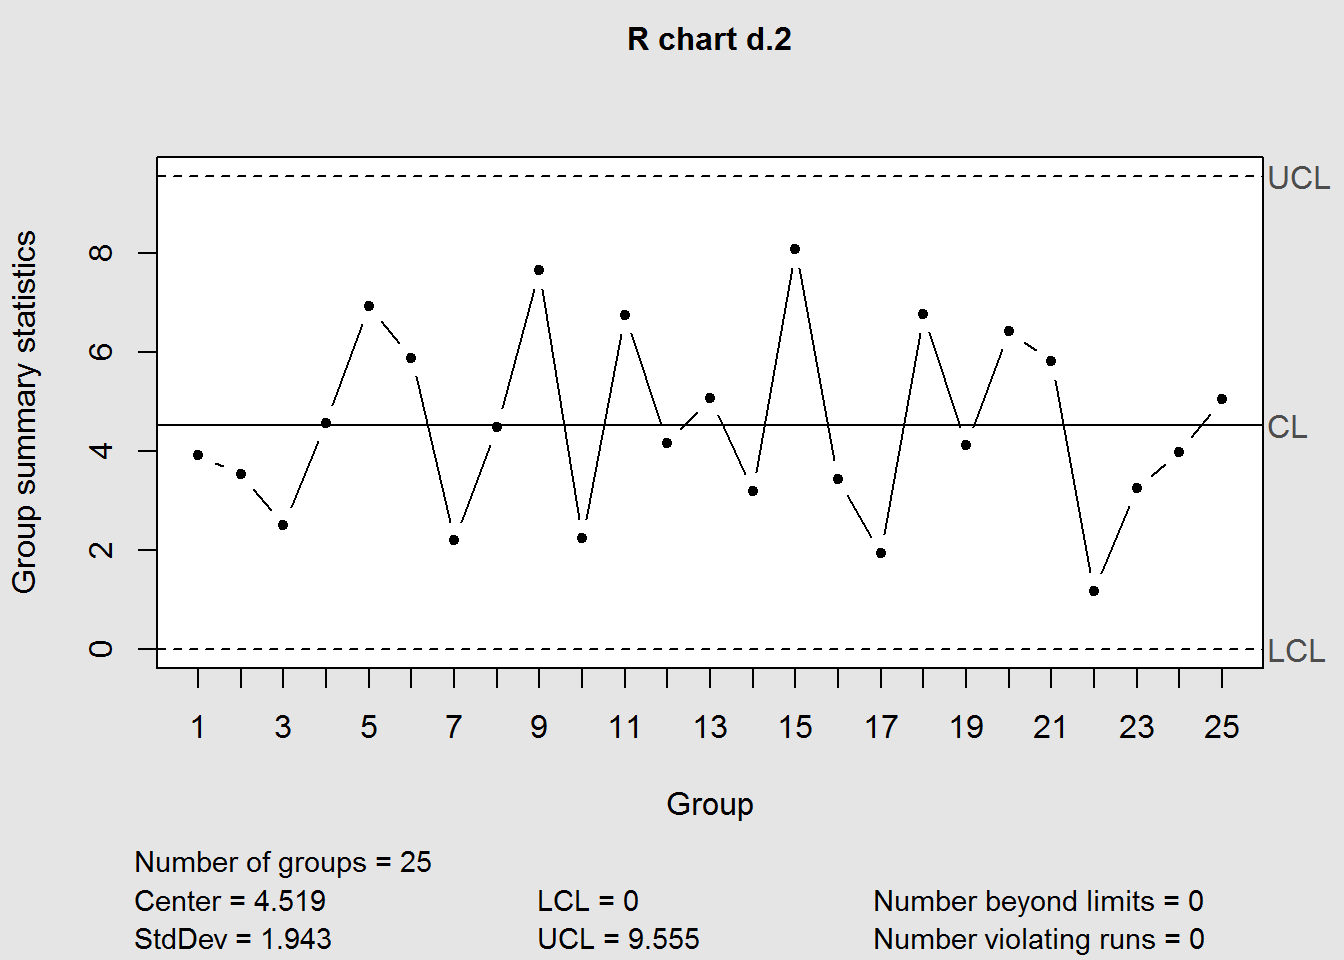 R chart d.2
Group summary statistics
UCL
CL
LCL
8
6
4
2
0
1 3 5 7 9 11 13 15 17 19 21 23 25
Group
Number of groups = 25
Center = 4.519 LCL = 0 Number beyond limits = 0
StdDev = 1.943 UCL = 9.555 Number violating runs = 0